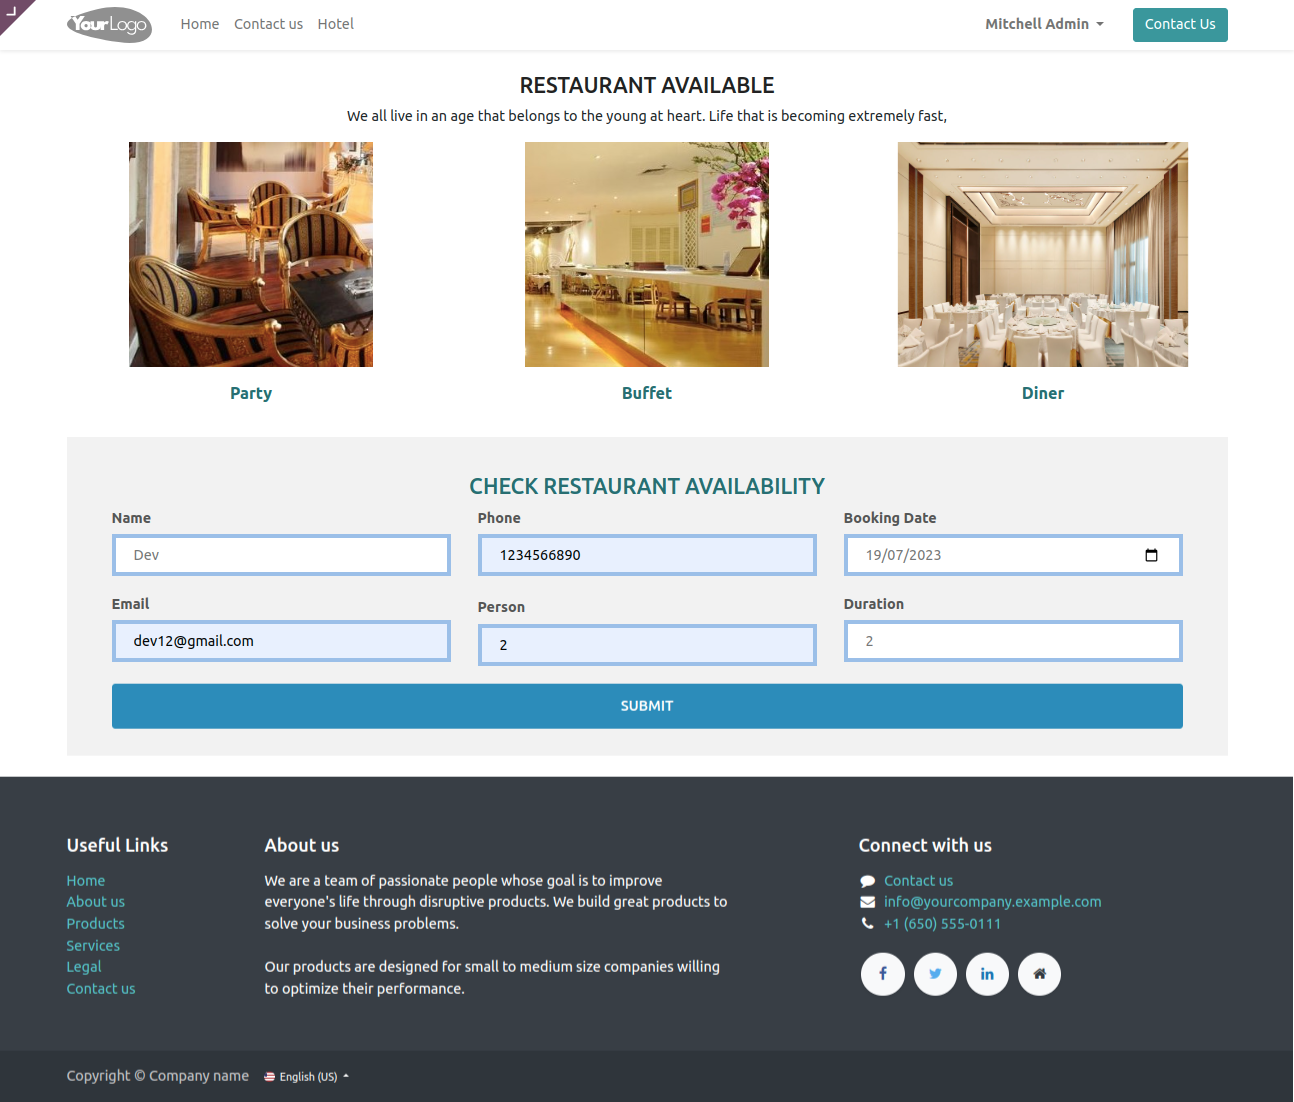 YourLogo
Home Contact us Hotel
Mitchell Admin
Contact Us
RESTAURANT AVAILABLE
We all live in an age that belongs to the young at heart. Life that is becoming extremely fast,
Party
Buffet
Diner
CHECK RESTAURANT AVAILABILITY
Name
Phone
Booking Date
Dev
1234566890
19/07/2023
Email
Person
Duration
dev12@gmail.com
2
2
SUBMIT
Useful Links
Home
About us
Products
Services
Legal
Contact us
About us
We are a team of passionate people whose goal is to improve
everyone's life through disruptive products. We build great products to
solve your business problems.
Our products are designed for small to medium size companies willing
to optimize their performance.
Connect with us
Contact us
info@yourcompany.example.com
+1 (650) 555-0111
Copyright © Company name
English (US)